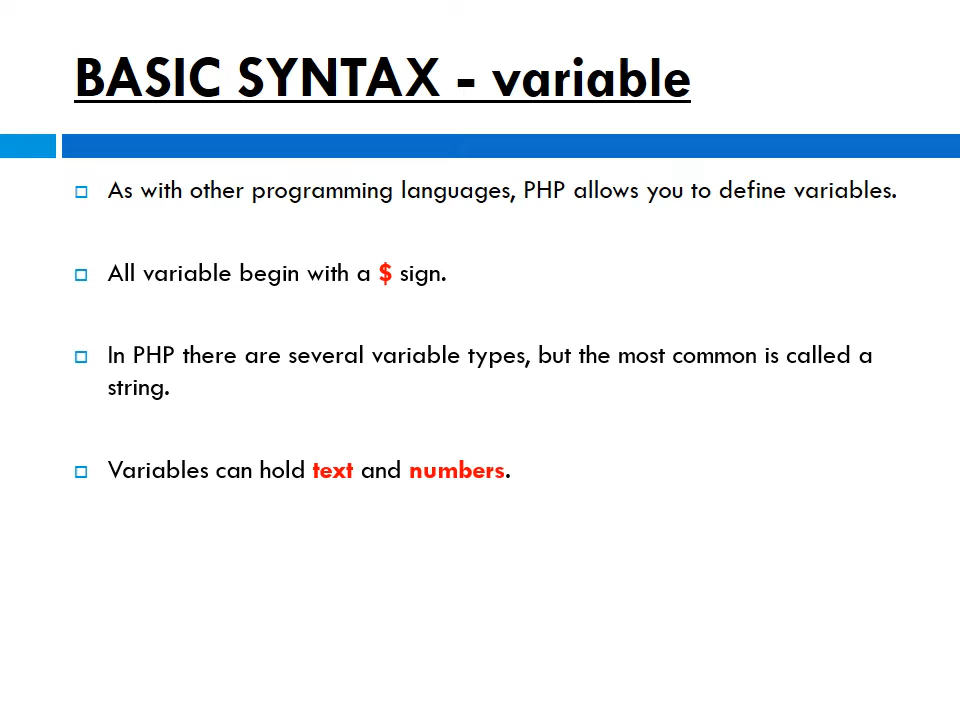 BASIC SYNTAX - variable
As with other programming languages, PHP allows you to define variables.
All variable begin with a $ sign.
In PHP there are several variable types, but the most common is called a
string.
Variables can hold text and numbers.